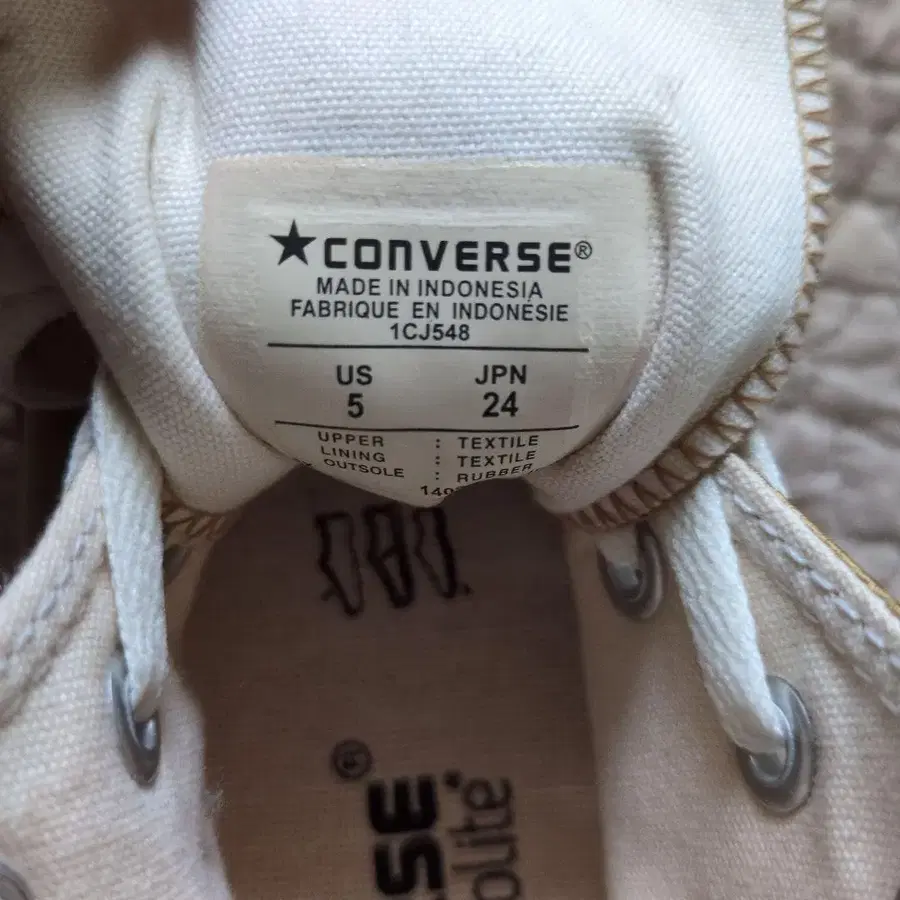 ★CONVERSE®
MADE IN INDONESIA
FABRIQUE EN INDONÉSIE
1CJ548
US JPN
5 24
UPPER : TEXTILE
LINING : TEXTILE
OUTSOLE : RUBBER